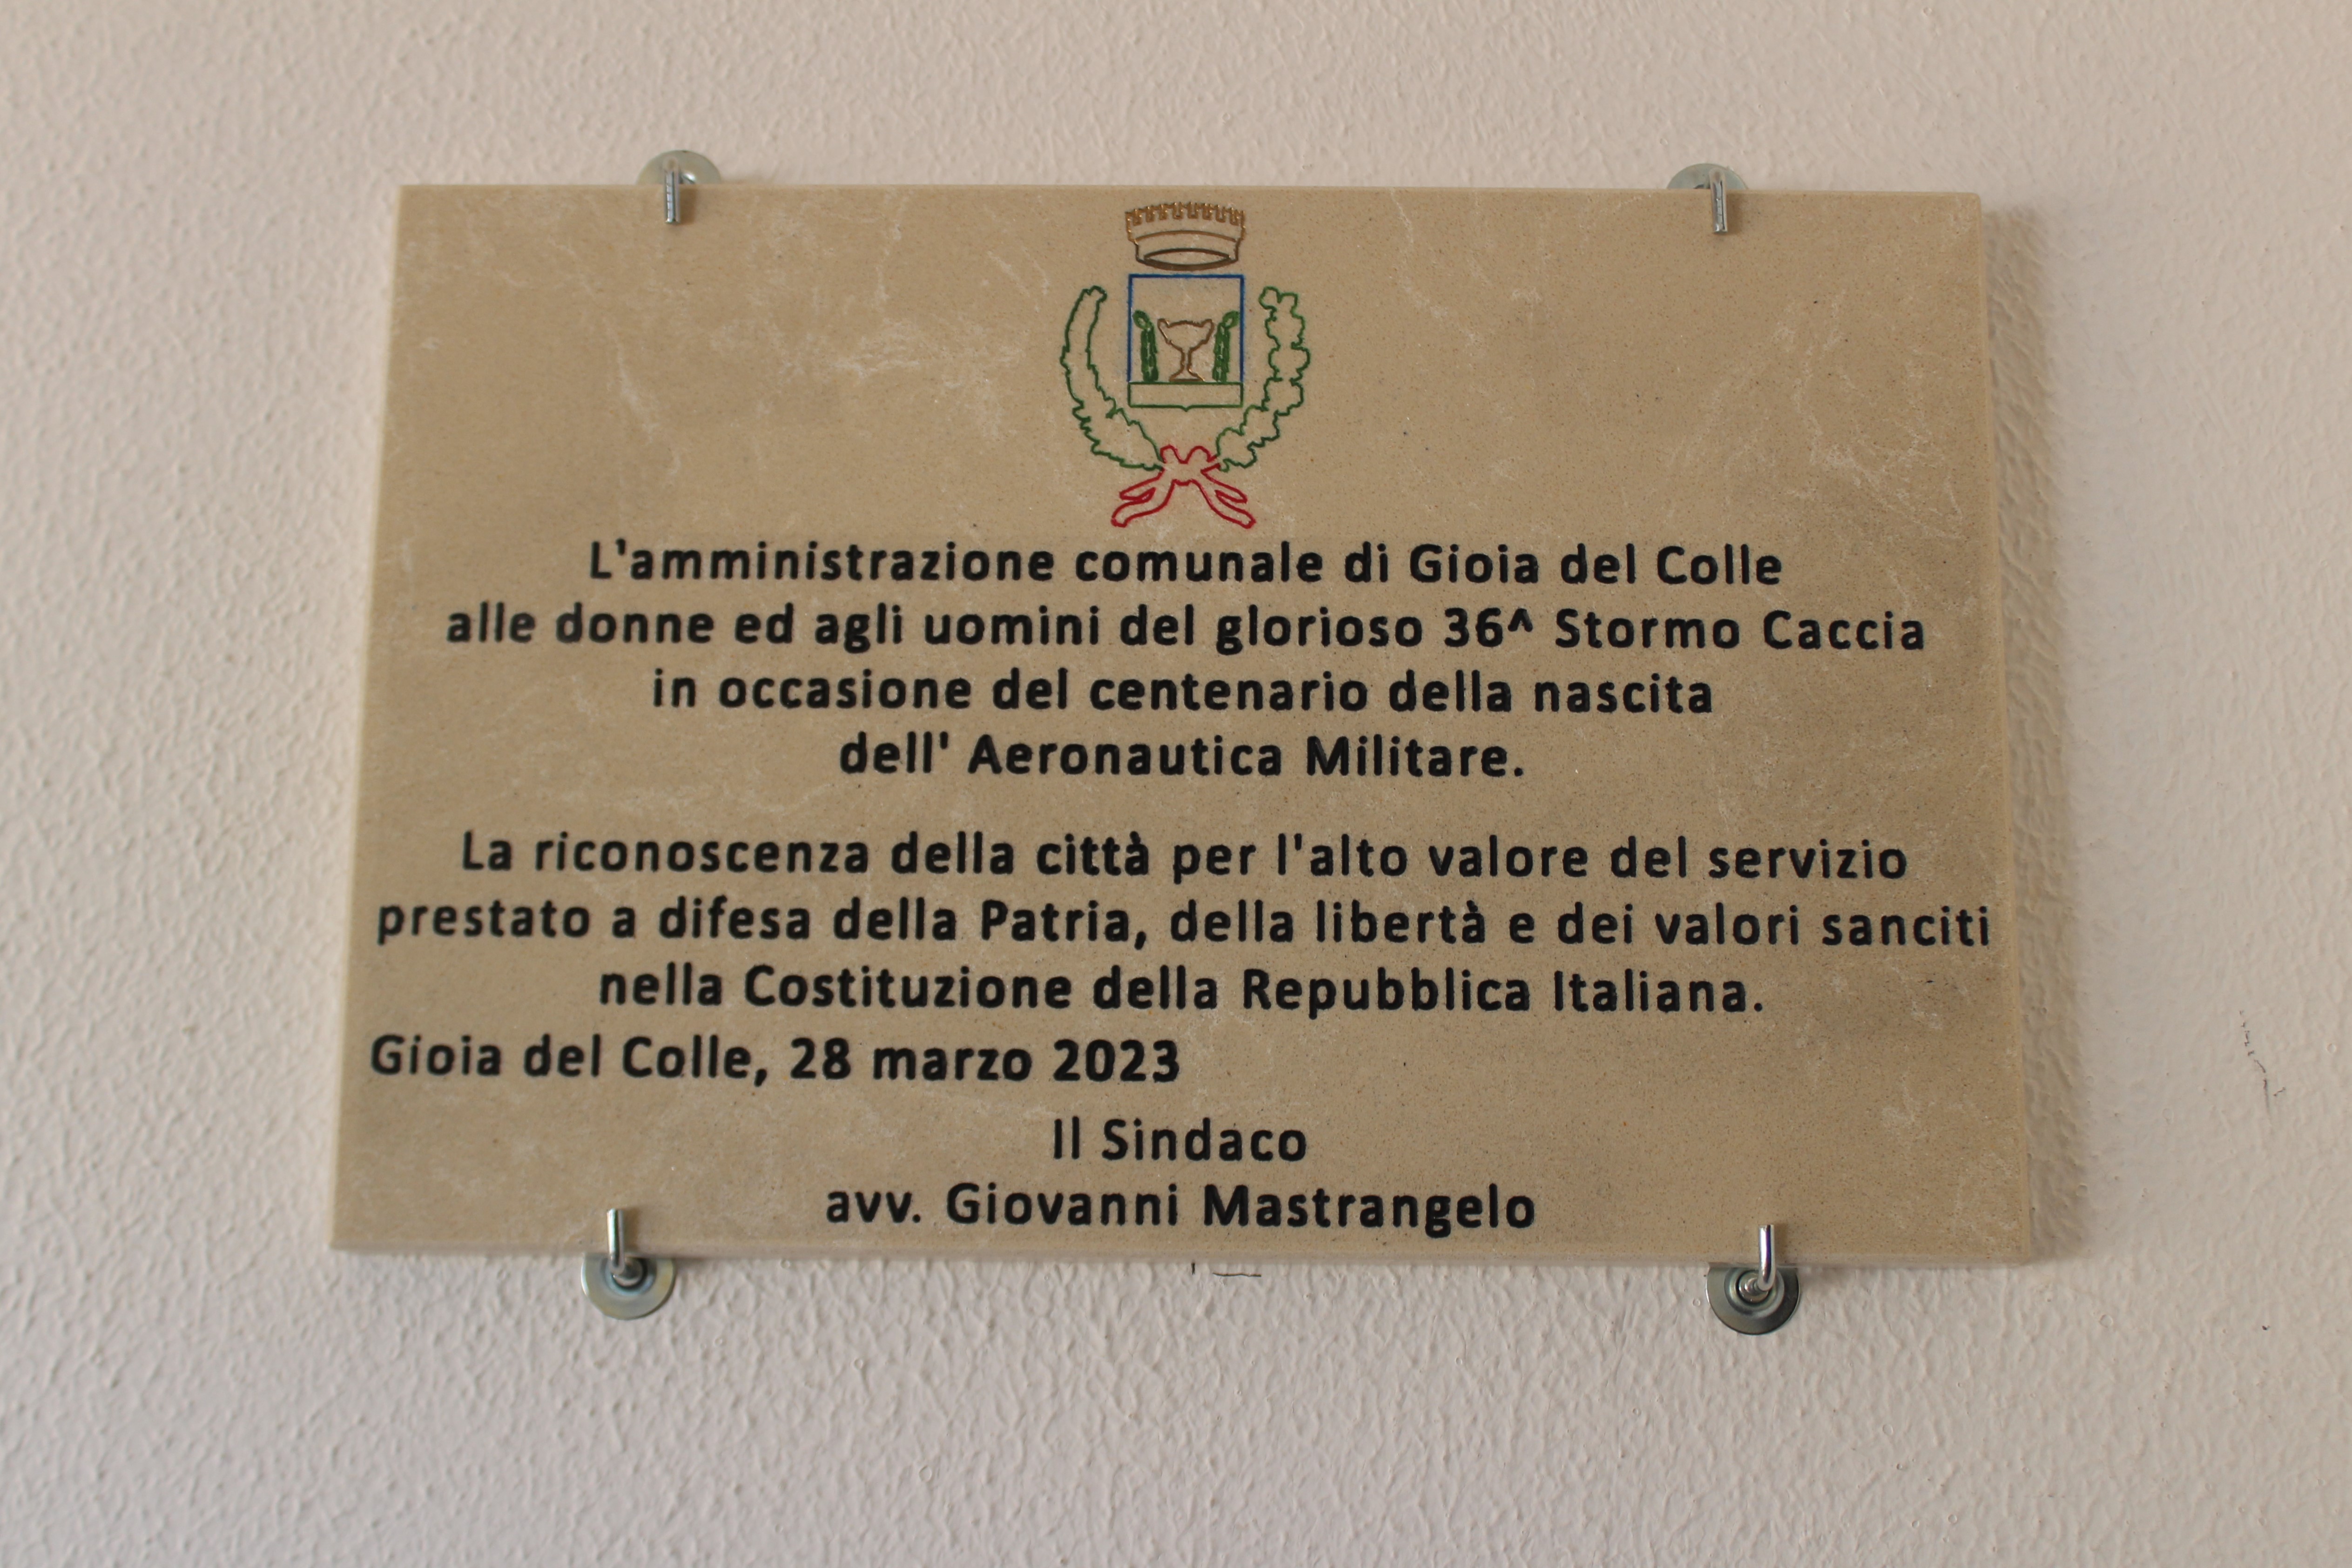 L'amministrazione comunale di Gioia del Colle
alle donne ed agli uomini del glorioso 36^ Stormo Caccia
in occasione del centenario della nascita
dell' Aeronautica Militare.
La riconoscenza della città per l'alto valore del servizio
prestato a difesa della Patria, della libertà e dei valori sanciti
nella Costituzione della Repubblica Italiana.
Gioia del Colle, 28 marzo 2023
Il Sindaco
avv. Giovanni Mastrangelo